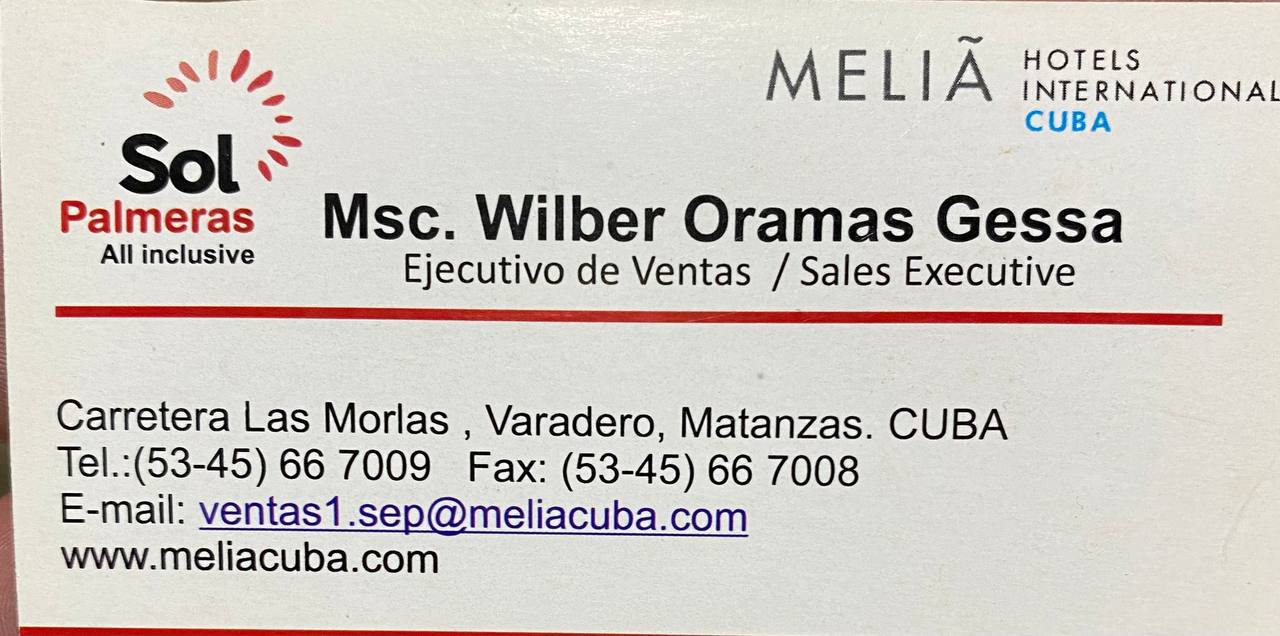 MELIÃ HOTELS
INTERNATIONAL
CUBA
Sol
Palmeras
All inclusive
Msc. Wilber Oramas Gessa
Ejecutivo de Ventas / Sales Executive
Carretera Las Morlas , Varadero, Matanzas. CUBA
Tel.:(53-45) 66 7009 Fax: (53-45) 66 7008
E-mail: ventas1.sep@meliacuba.com
www.meliacuba.com